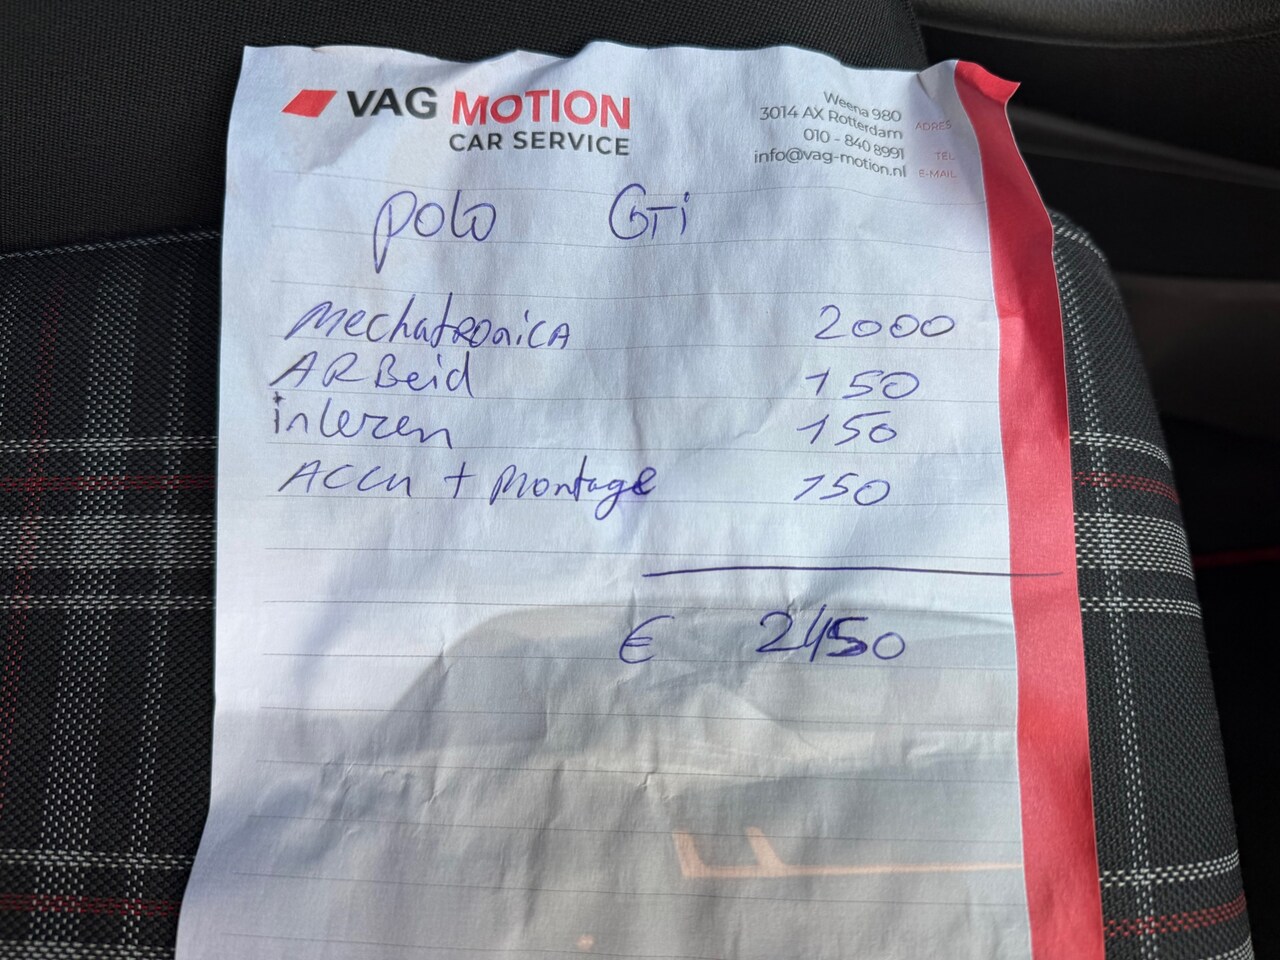 VAG MOTION
CAR SERVICE
Weena 980
3014 AX Rotterdam ADRES
010 - 840 8991 TEL
info@vag-motion.nl E-MAIL
Polo GTi
Mechatronica 2000
ARBeid 150
inleren 150
ACCu + Montage 150
€ 2450